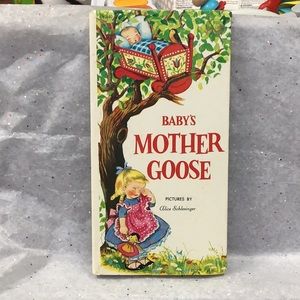 BABY'S
MOTHER
GOOSE
PICTURES BY
Alice Schlesinger